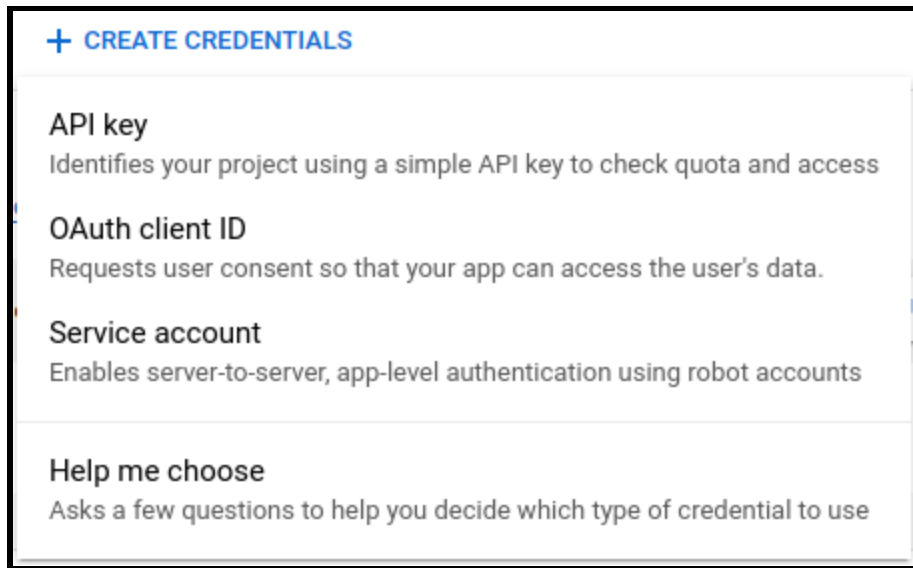 + CREATE CREDENTIALS
API key
Identifies your project using a simple API key to check quota and access
OAuth client ID
Requests user consent so that your app can access the user's data.
Service account
Enables server-to-server, app-level authentication using robot accounts
Help me choose
Asks a few questions to help you decide which type of credential to use